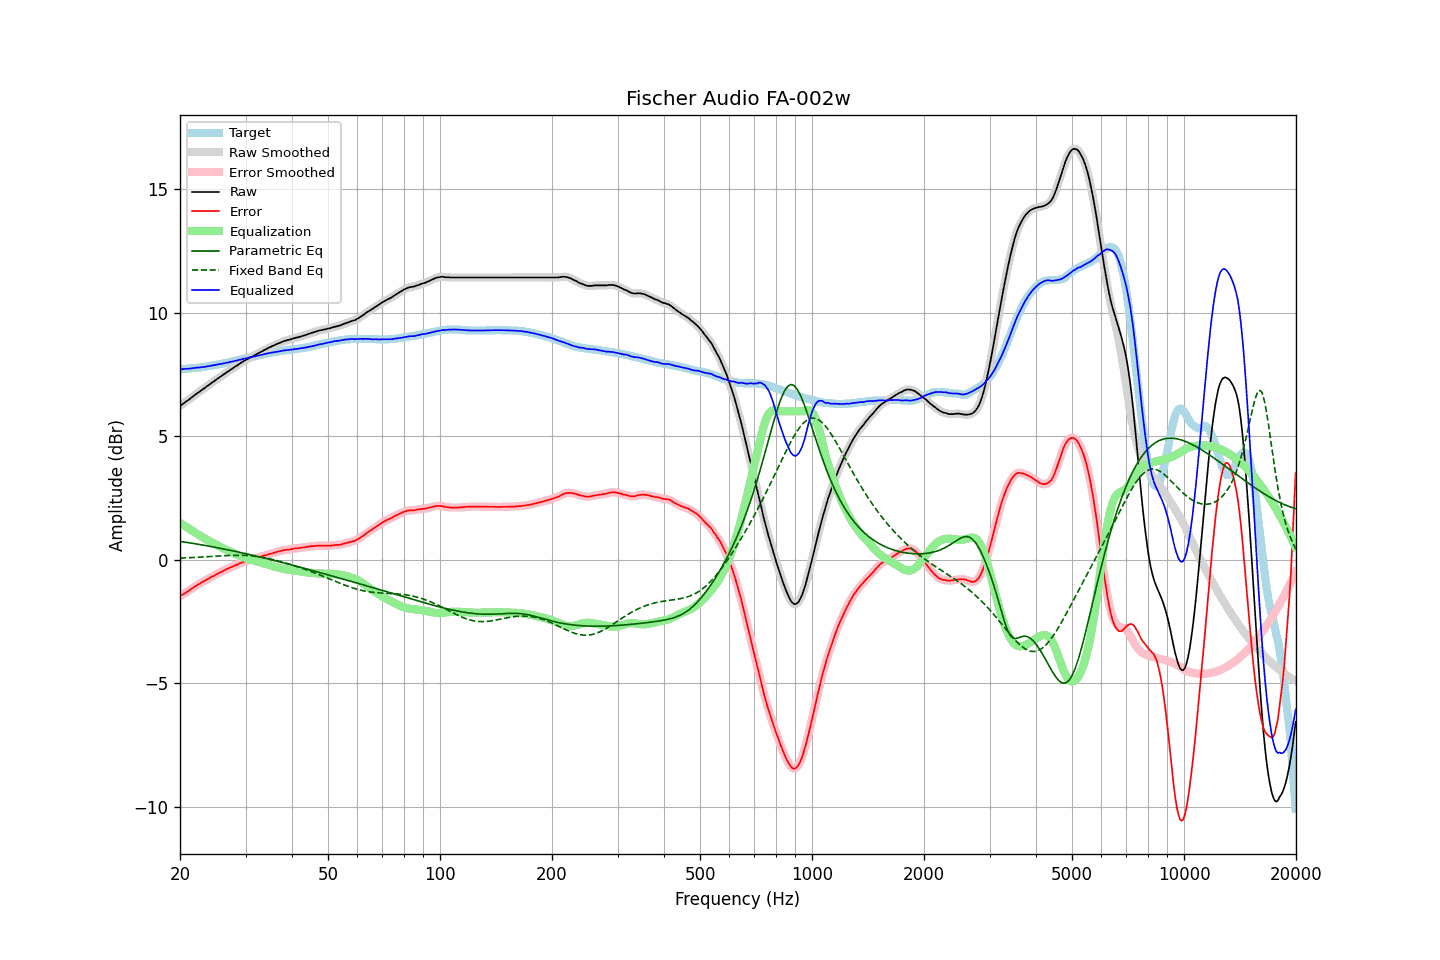 Fischer Audio FA-002w
Target
Raw Smoothed
Error Smoothed
Raw
Error
Equalization
Parametric Eq
Fixed Band Eq
Equalized
15
10
5
0
−5
−10
Amplitude (dBr)
20
50
100
200
500
1000
2000
5000
10000
20000
Frequency (Hz)